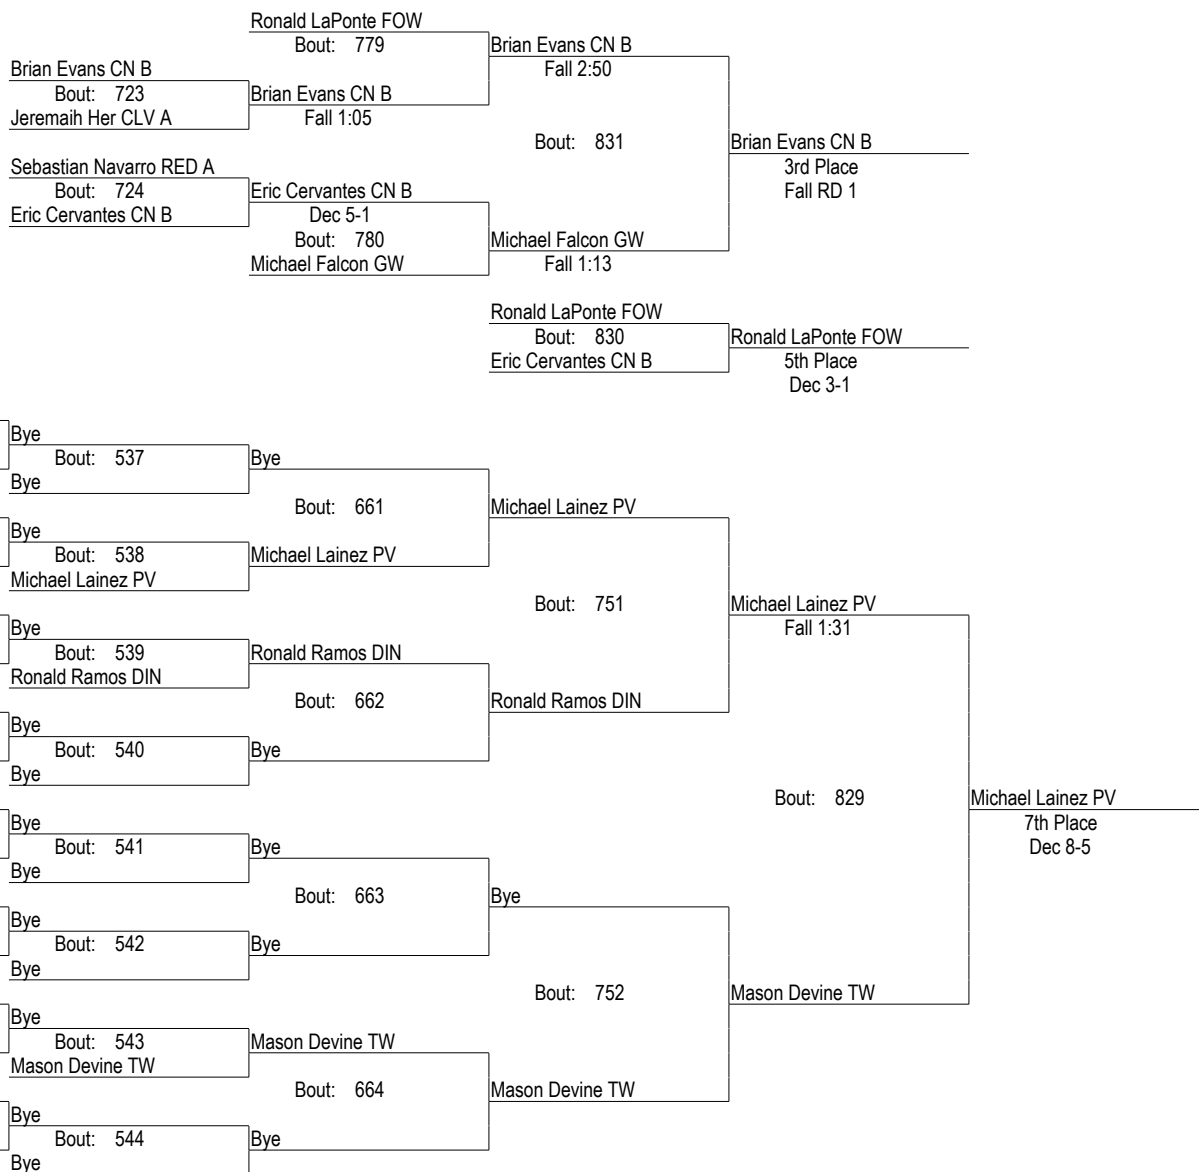 Ronald LaPonte FOW
Bout: 779
Brian Evans CN B
Brian Evans CN B
Fall 2:50
Bout: 723
Brian Evans CN B
Jeremaih Her CLV A
Fall 1:05
Bout: 831
Brian Evans CN B
Sebastian Navarro RED A
3rd Place
Bout: 724
Eric Cervantes CN B
Fall RD 1
Eric Cervantes CN B
Dec 5-1
Bout: 780
Michael Falcon GW
Michael Falcon GW
Fall 1:13
Ronald LaPonte FOW
Bout: 830
Ronald LaPonte FOW
Eric Cervantes CN B
5th Place
Dec 3-1
Bye
Bout: 537
Bye
Bye
Bout: 661
Michael Lainez PV
Bye
Bout: 538
Michael Lainez PV
Michael Lainez PV
Bout: 751
Michael Lainez PV
Bye
Fall 1:31
Bout: 539
Ronald Ramos DIN
Ronald Ramos DIN
Bout: 662
Ronald Ramos DIN
Bye
Bout: 540
Bye
Bye
Bout: 829
Michael Lainez PV
Bye
7th Place
Bout: 541
Bye
Dec 8-5
Bye
Bout: 663
Bye
Bye
Bout: 542
Bye
Bye
Bout: 752
Mason Devine TW
Bye
Bout: 543
Mason Devine TW
Mason Devine TW
Bout: 664
Mason Devine TW
Bye
Bout: 544
Bye
Bye